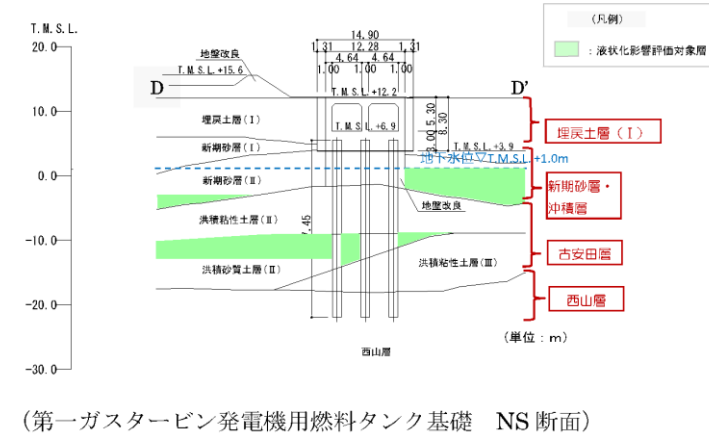 T.M.S.L.
(凡例)
：液状化影響評価対象層
20.0
10.0
0.0
-10.0
-20.0
-30.0
14.90
1.31 12.28 1.31
4.64 4.64
1.00 1.00 1.00
地盤改良
T.M.S.L.+15.6
D
D'
T.M.S.L.+12.2
5.30
8.30
3.00
埋戻土層(Ⅰ)
T.M.S.L.+6.9
埋戻土層(Ⅰ)
新期砂層(Ⅰ)
T.M.S.L.+3.9
地下水位▽T.M.S.L.+1.0m
新期砂層(Ⅱ)
新期砂層・
沖積層
地盤改良
洪積粘性土層(Ⅱ)
7.45
古安田層
洪積砂質土層(Ⅱ)
洪積粘性土層(Ⅲ)
西山層
(単位：m)
西山層
(第一ガスタービン発電機用燃料タンク基礎 NS 断面)